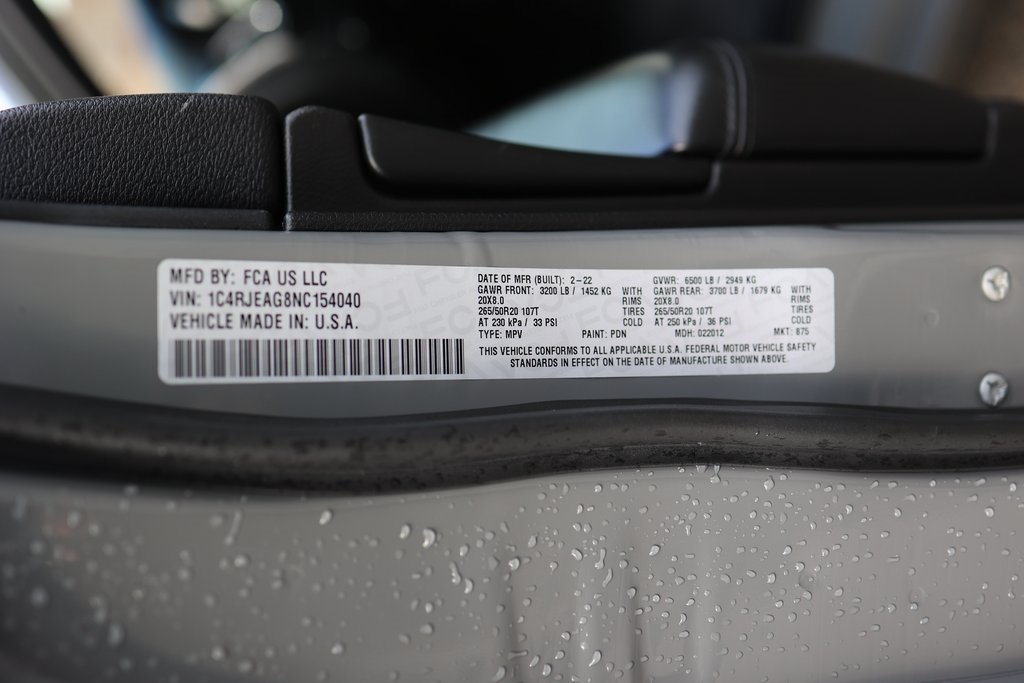 MFD BY: FCA US LLC
VIN: 1C4RJEAG8NC154040
VEHICLE MADE IN: U.S.A.
DATE OF MFR (BUILT): 2-22 GVWR: 6500 LB / 2949 KG
GAWR FRONT: 3200 LB / 1452 KG WITH GAWR REAR: 3700 LB / 1679 KG WITH
20X8.0 RIMS 20X8.0 RIMS
265/50R20 107T TIRES 265/50R20 107T TIRES
AT 230 kPa / 33 PSI COLD AT 250 kPa / 36 PSI COLD
TYPE: MPV PAINT: PDN MDH: 022012 MKT: 875
THIS VEHICLE CONFORMS TO ALL APPLICABLE U.S.A. FEDERAL MOTOR VEHICLE SAFETY
STANDARDS IN EFFECT ON THE DATE OF MANUFACTURE SHOWN ABOVE.